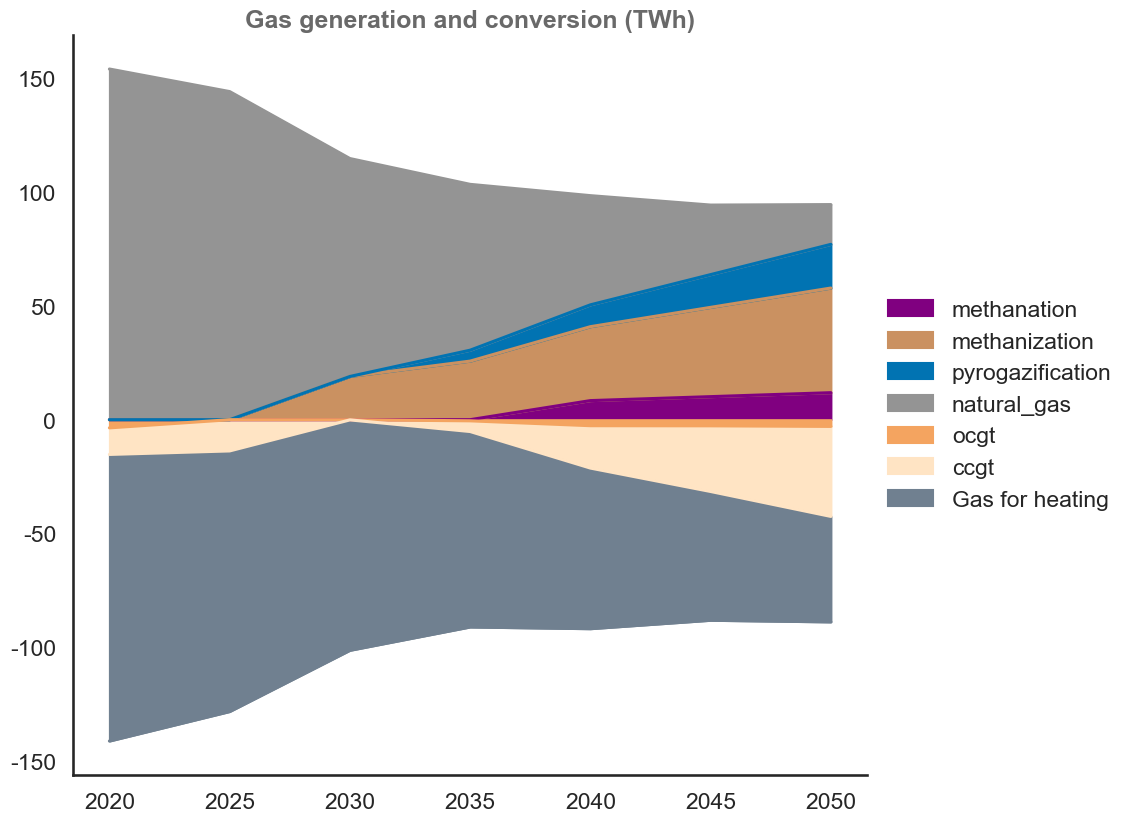 Gas generation and conversion (TWh)
150
100
50
0
-50
-100
-150
2020 2025 2030 2035 2040 2045 2050
methanation
methanization
pyrogazification
natural_gas
ocgt
ccgt
Gas for heating